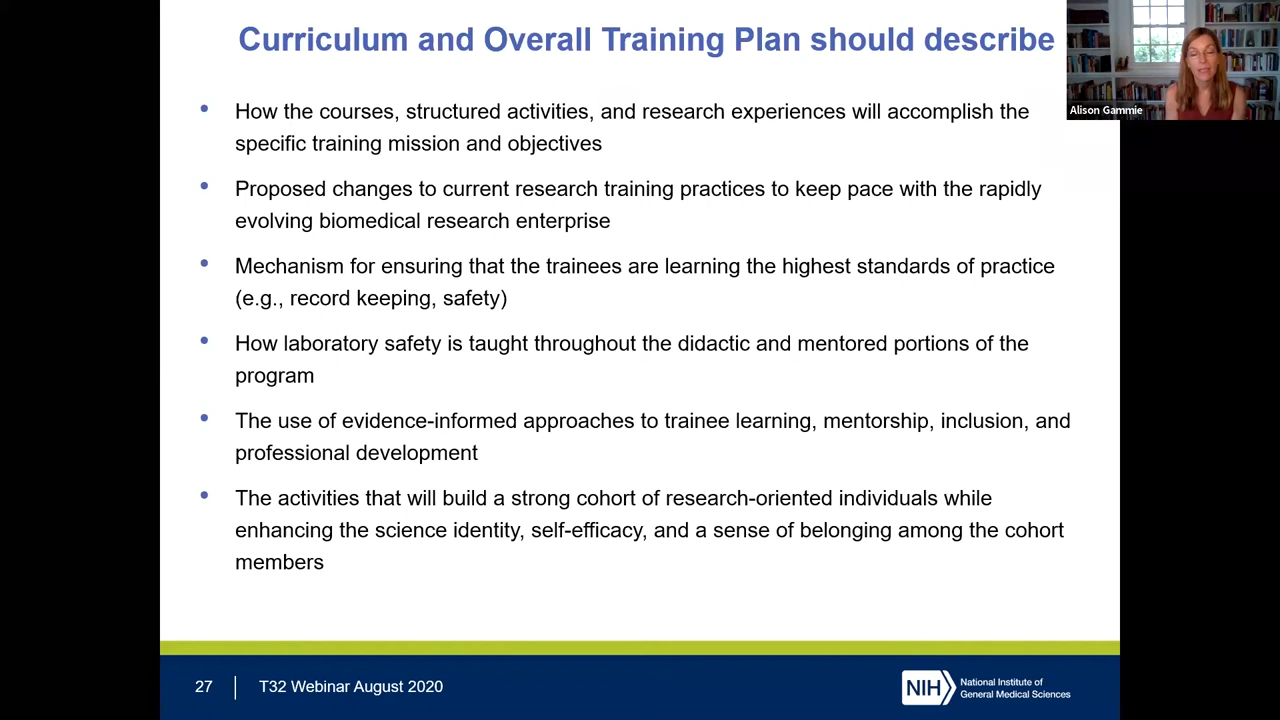 Curriculum and Overall Training Plan should describe
Alison Gammie
• How the courses, structured activities, and research experiences will accomplish the
specific training mission and objectives
• Proposed changes to current research training practices to keep pace with the rapidly
evolving biomedical research enterprise
• Mechanism for ensuring that the trainees are learning the highest standards of practice
(e.g., record keeping, safety)
• How laboratory safety is taught throughout the didactic and mentored portions of the
program
• The use of evidence-informed approaches to trainee learning, mentorship, inclusion, and
professional development
• The activities that will build a strong cohort of research-oriented individuals while
enhancing the science identity, self-efficacy, and a sense of belonging among the cohort
members
27 | T32 Webinar August 2020
NIH
National Institute of
General Medical Sciences